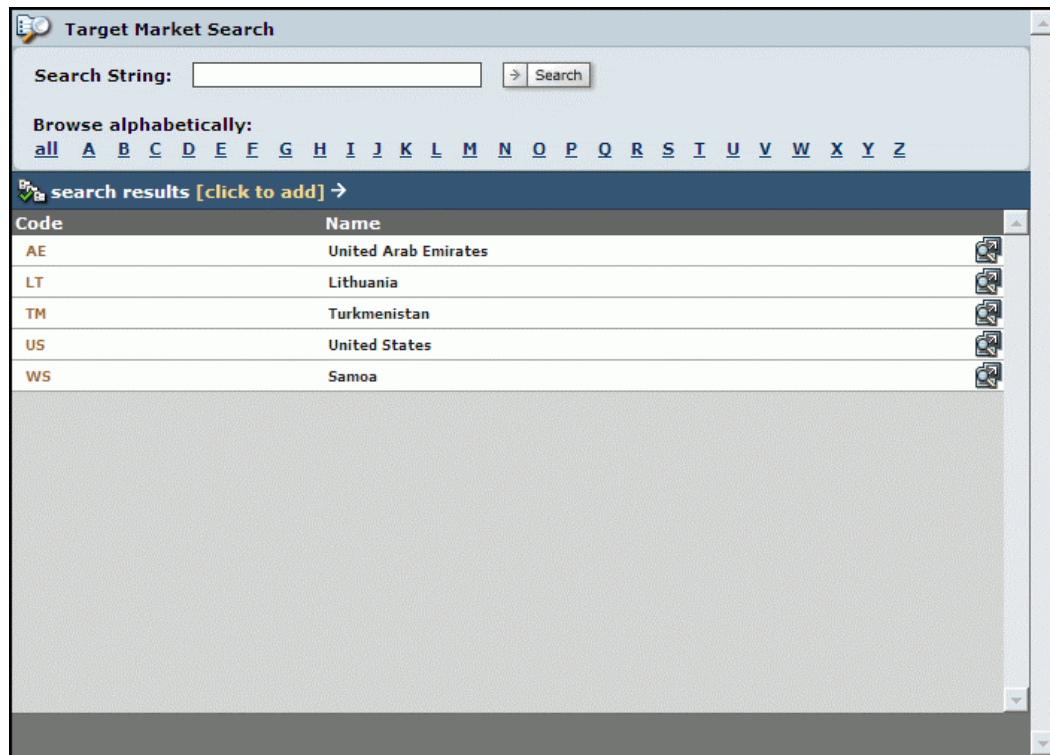 Target Market Search
Search String:
Search
Browse alphabetically:
all A B C D E F G H I J K L M N O P Q R S T U V W X Y Z
search results [click to add]
Code Name
AE United Arab Emirates
LT Lithuania
TM Turkmenistan
US United States
WS Samoa